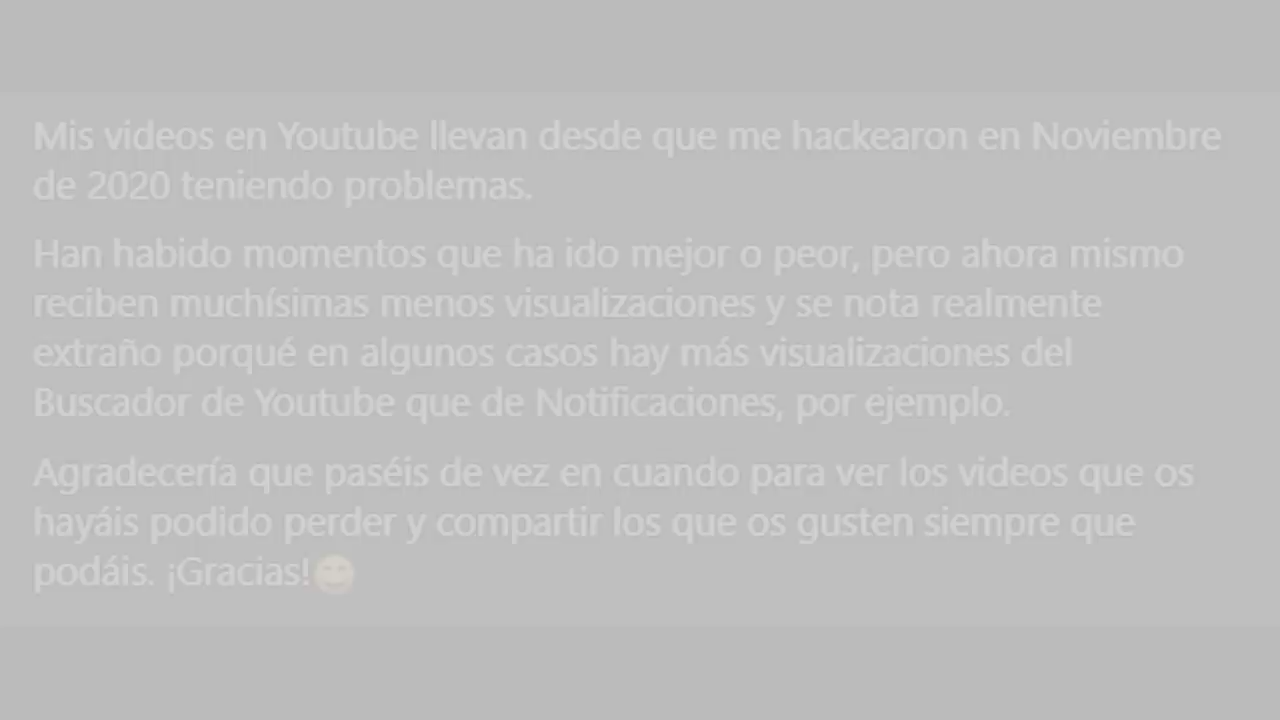 Mis videos en Youtube llevan desde que me hackearon en Noviembre
de 2020 teniendo problemas.
Han habido momentos que ha ido mejor o peor, pero ahora mismo
reciben muchísimas menos visualizaciones y se nota realmente
extraño porqué en algunos casos hay más visualizaciones del
Buscador de Youtube que de Notificaciones, por ejemplo.
Agradecería que paséis de vez en cuando para ver los videos que os
hayáis podido perder y compartir los que os gusten siempre que
podáis. ¡Gracias!😊